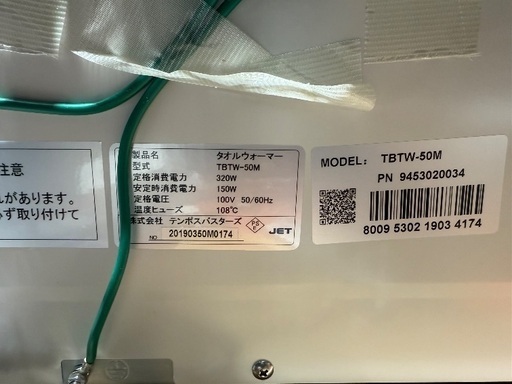 注意
があります。
ず取り付けて
製品名 タオルウォーマー
型式 TBTW-50M
定格消費電力 320W
安定時消費電力 150W
定格電圧 100V 50/60Hz
温度ヒューズ 108℃
株式会社 テンポスバスターズ
NO 20190350M0174
PS
E
JET
MODEL: TBTW-50M
PN 9453020034
8009 5302 1903 4174